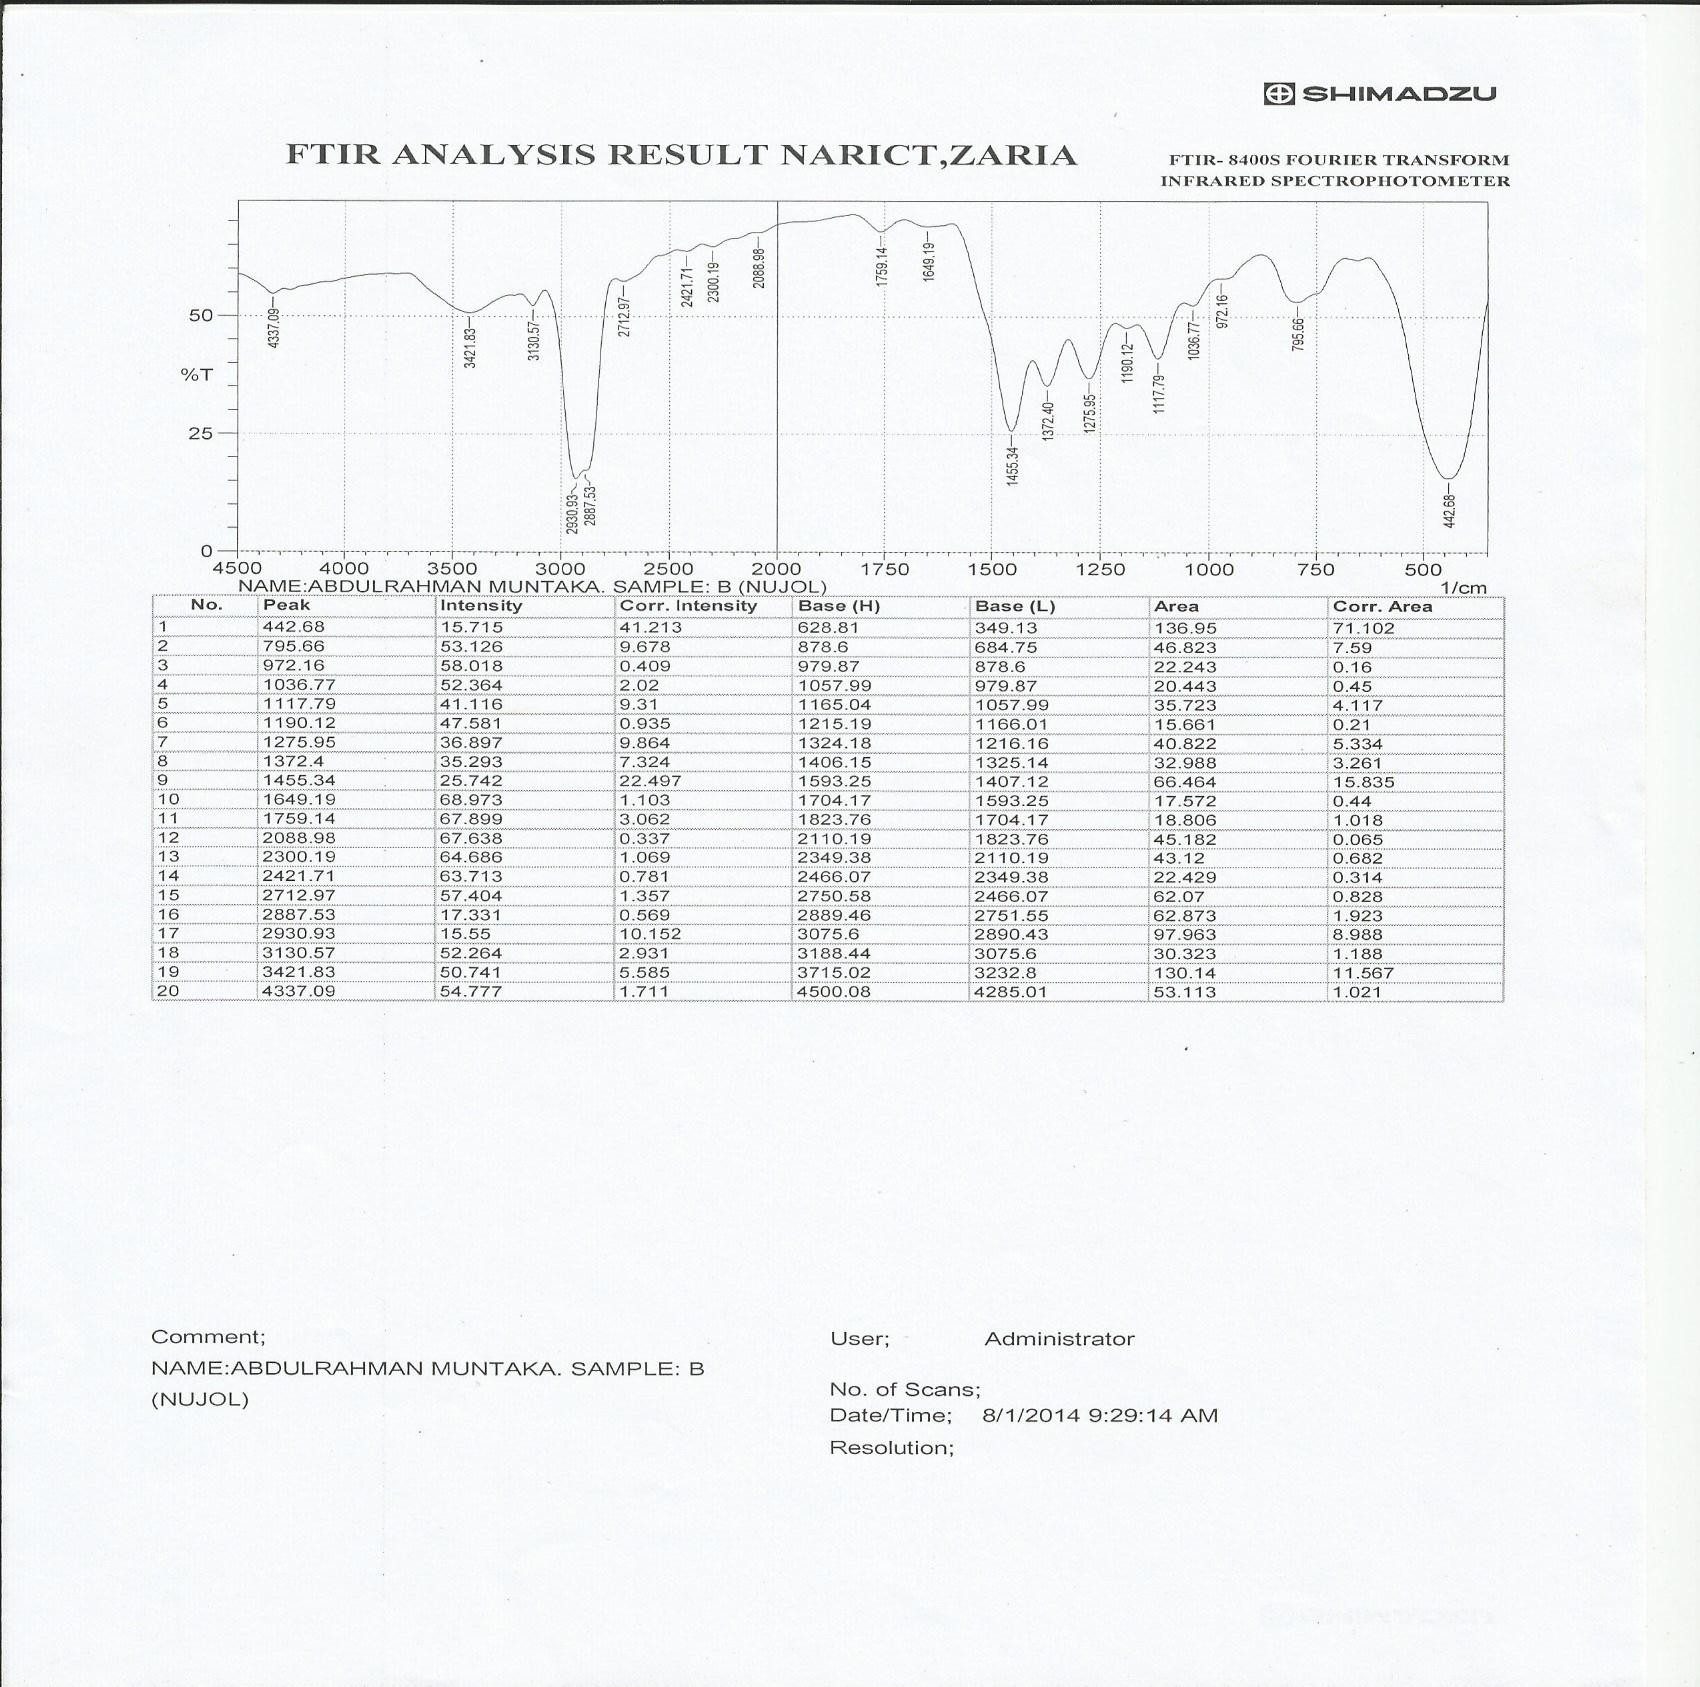 SHIMADZU
FTIR ANALYSIS RESULT NARICT,ZARIA
FTIR- 8400S FOURIER TRANSFORM
INFRARED SPECTROPHOTOMETER
50
%T
25
0
4337.09
3421.83
3130.57
2930.93
2887.53
2712.97
2421.71
2300.19
2088.98
1759.14
1649.19
1455.34
1372.40
1275.95
1190.12
1117.79
1036.77
972.16
795.66
442.68
4500 4000 3500 3000 2500 2000 1750 1500 1250 1000 750 500
NAME:ABDULRAHMAN MUNTAKA. SAMPLE: B (NUJOL) 1/cm
No. Peak Intensity Corr. Intensity Base (H) Base (L) Area Corr. Area
1 442.68 15.715 41.213 628.81 349.13 136.95 71.102
2 795.66 53.126 9.678 878.6 684.75 46.823 7.59
3 972.16 58.018 0.409 979.87 878.6 22.243 0.16
4 1036.77 52.364 2.02 1057.99 979.87 20.443 0.45
5 1117.79 41.116 9.31 1165.04 1057.99 35.723 4.117
6 1190.12 47.581 0.935 1215.19 1166.01 15.661 0.21
7 1275.95 36.897 9.864 1324.18 1216.16 40.822 5.334
8 1372.4 35.293 7.324 1406.15 1325.14 32.988 3.261
9 1455.34 25.742 22.497 1593.25 1407.12 66.464 15.835
10 1649.19 68.973 1.103 1704.17 1593.25 17.572 0.44
11 1759.14 67.899 3.062 1823.76 1704.17 18.806 1.018
12 2088.98 67.638 0.337 2110.19 1823.76 45.182 0.065
13 2300.19 64.686 1.069 2349.38 2110.19 43.12 0.682
14 2421.71 63.713 0.781 2466.07 2349.38 22.429 0.314
15 2712.97 57.404 1.357 2750.58 2466.07 62.07 0.828
16 2887.53 17.331 0.569 2889.46 2751.55 62.873 1.923
17 2930.93 15.55 10.152 3075.6 2890.43 97.963 8.988
18 3130.57 52.264 2.931 3188.44 3075.6 30.323 1.188
19 3421.83 50.741 5.585 3715.02 3232.8 130.14 11.567
20 4337.09 54.777 1.711 4500.08 4285.01 53.113 1.021
Comment;
NAME:ABDULRAHMAN MUNTAKA. SAMPLE: B
(NUJOL)
User; Administrator
No. of Scans;
Date/Time; 8/1/2014 9:29:14 AM
Resolution;